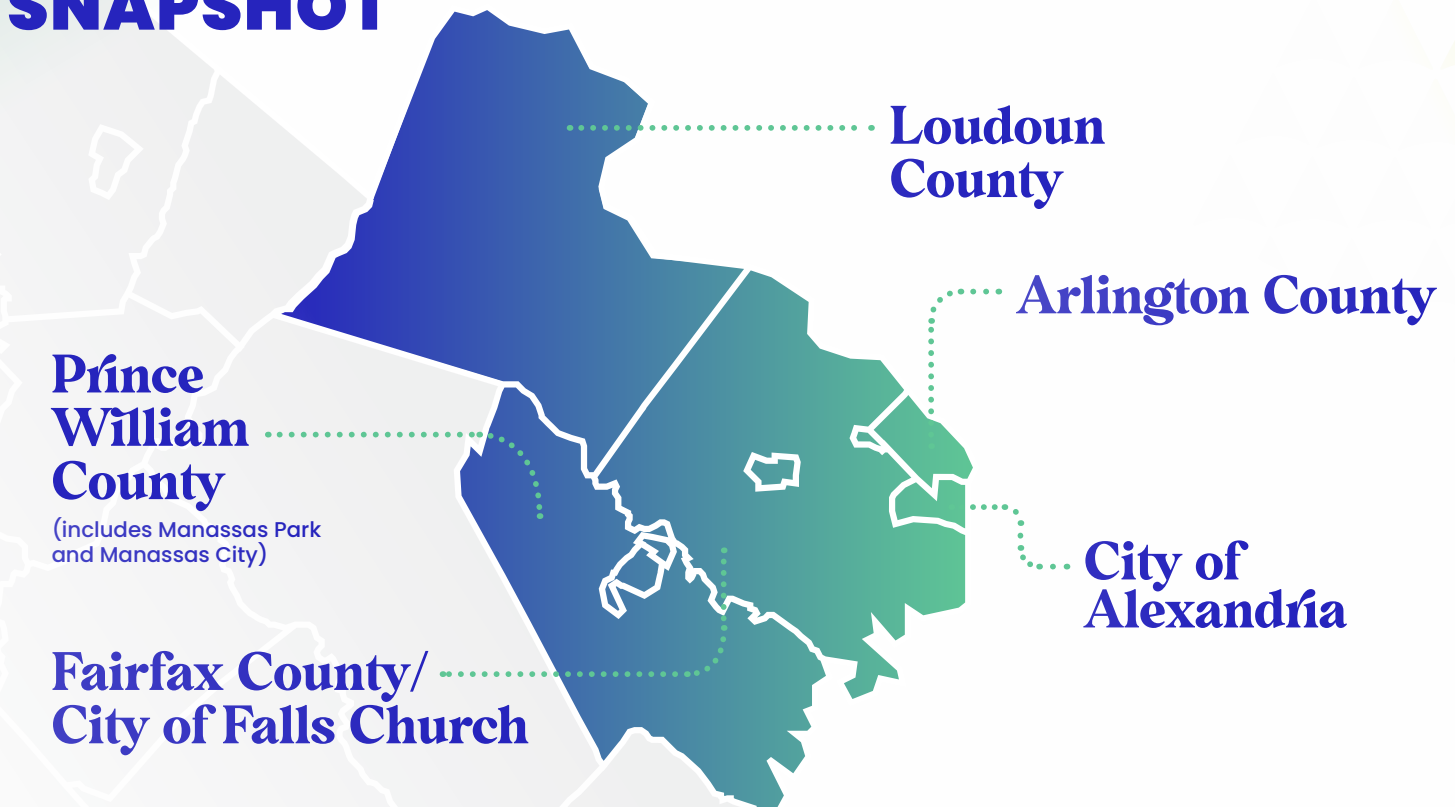 SNAPSHOT
Loudoun
County
Arlington County
Prince
William
County
(includes Manassas Park
and Manassas City)
City of
Alexandria
Fairfax County/
City of Falls Church